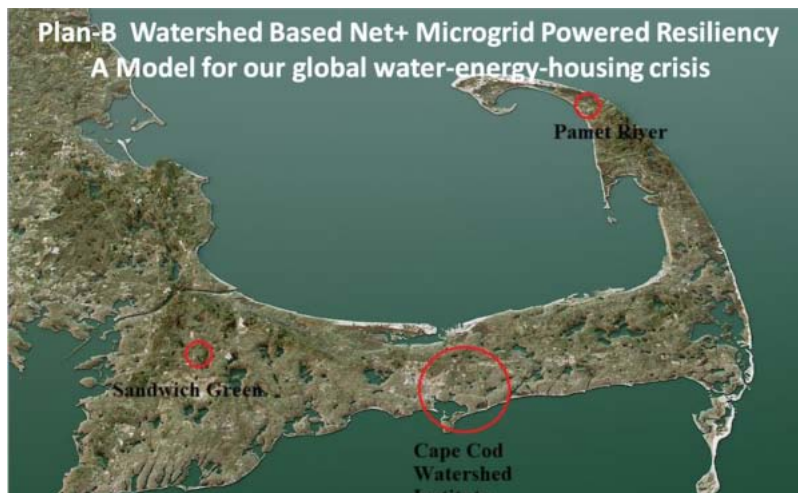 Plan-B Watershed Based Net+ Microgrid Powered Resiliency
A Model for our global water-energy-housing crisis
Pamet River
Sandwich Green
Cape Cod
Watershed